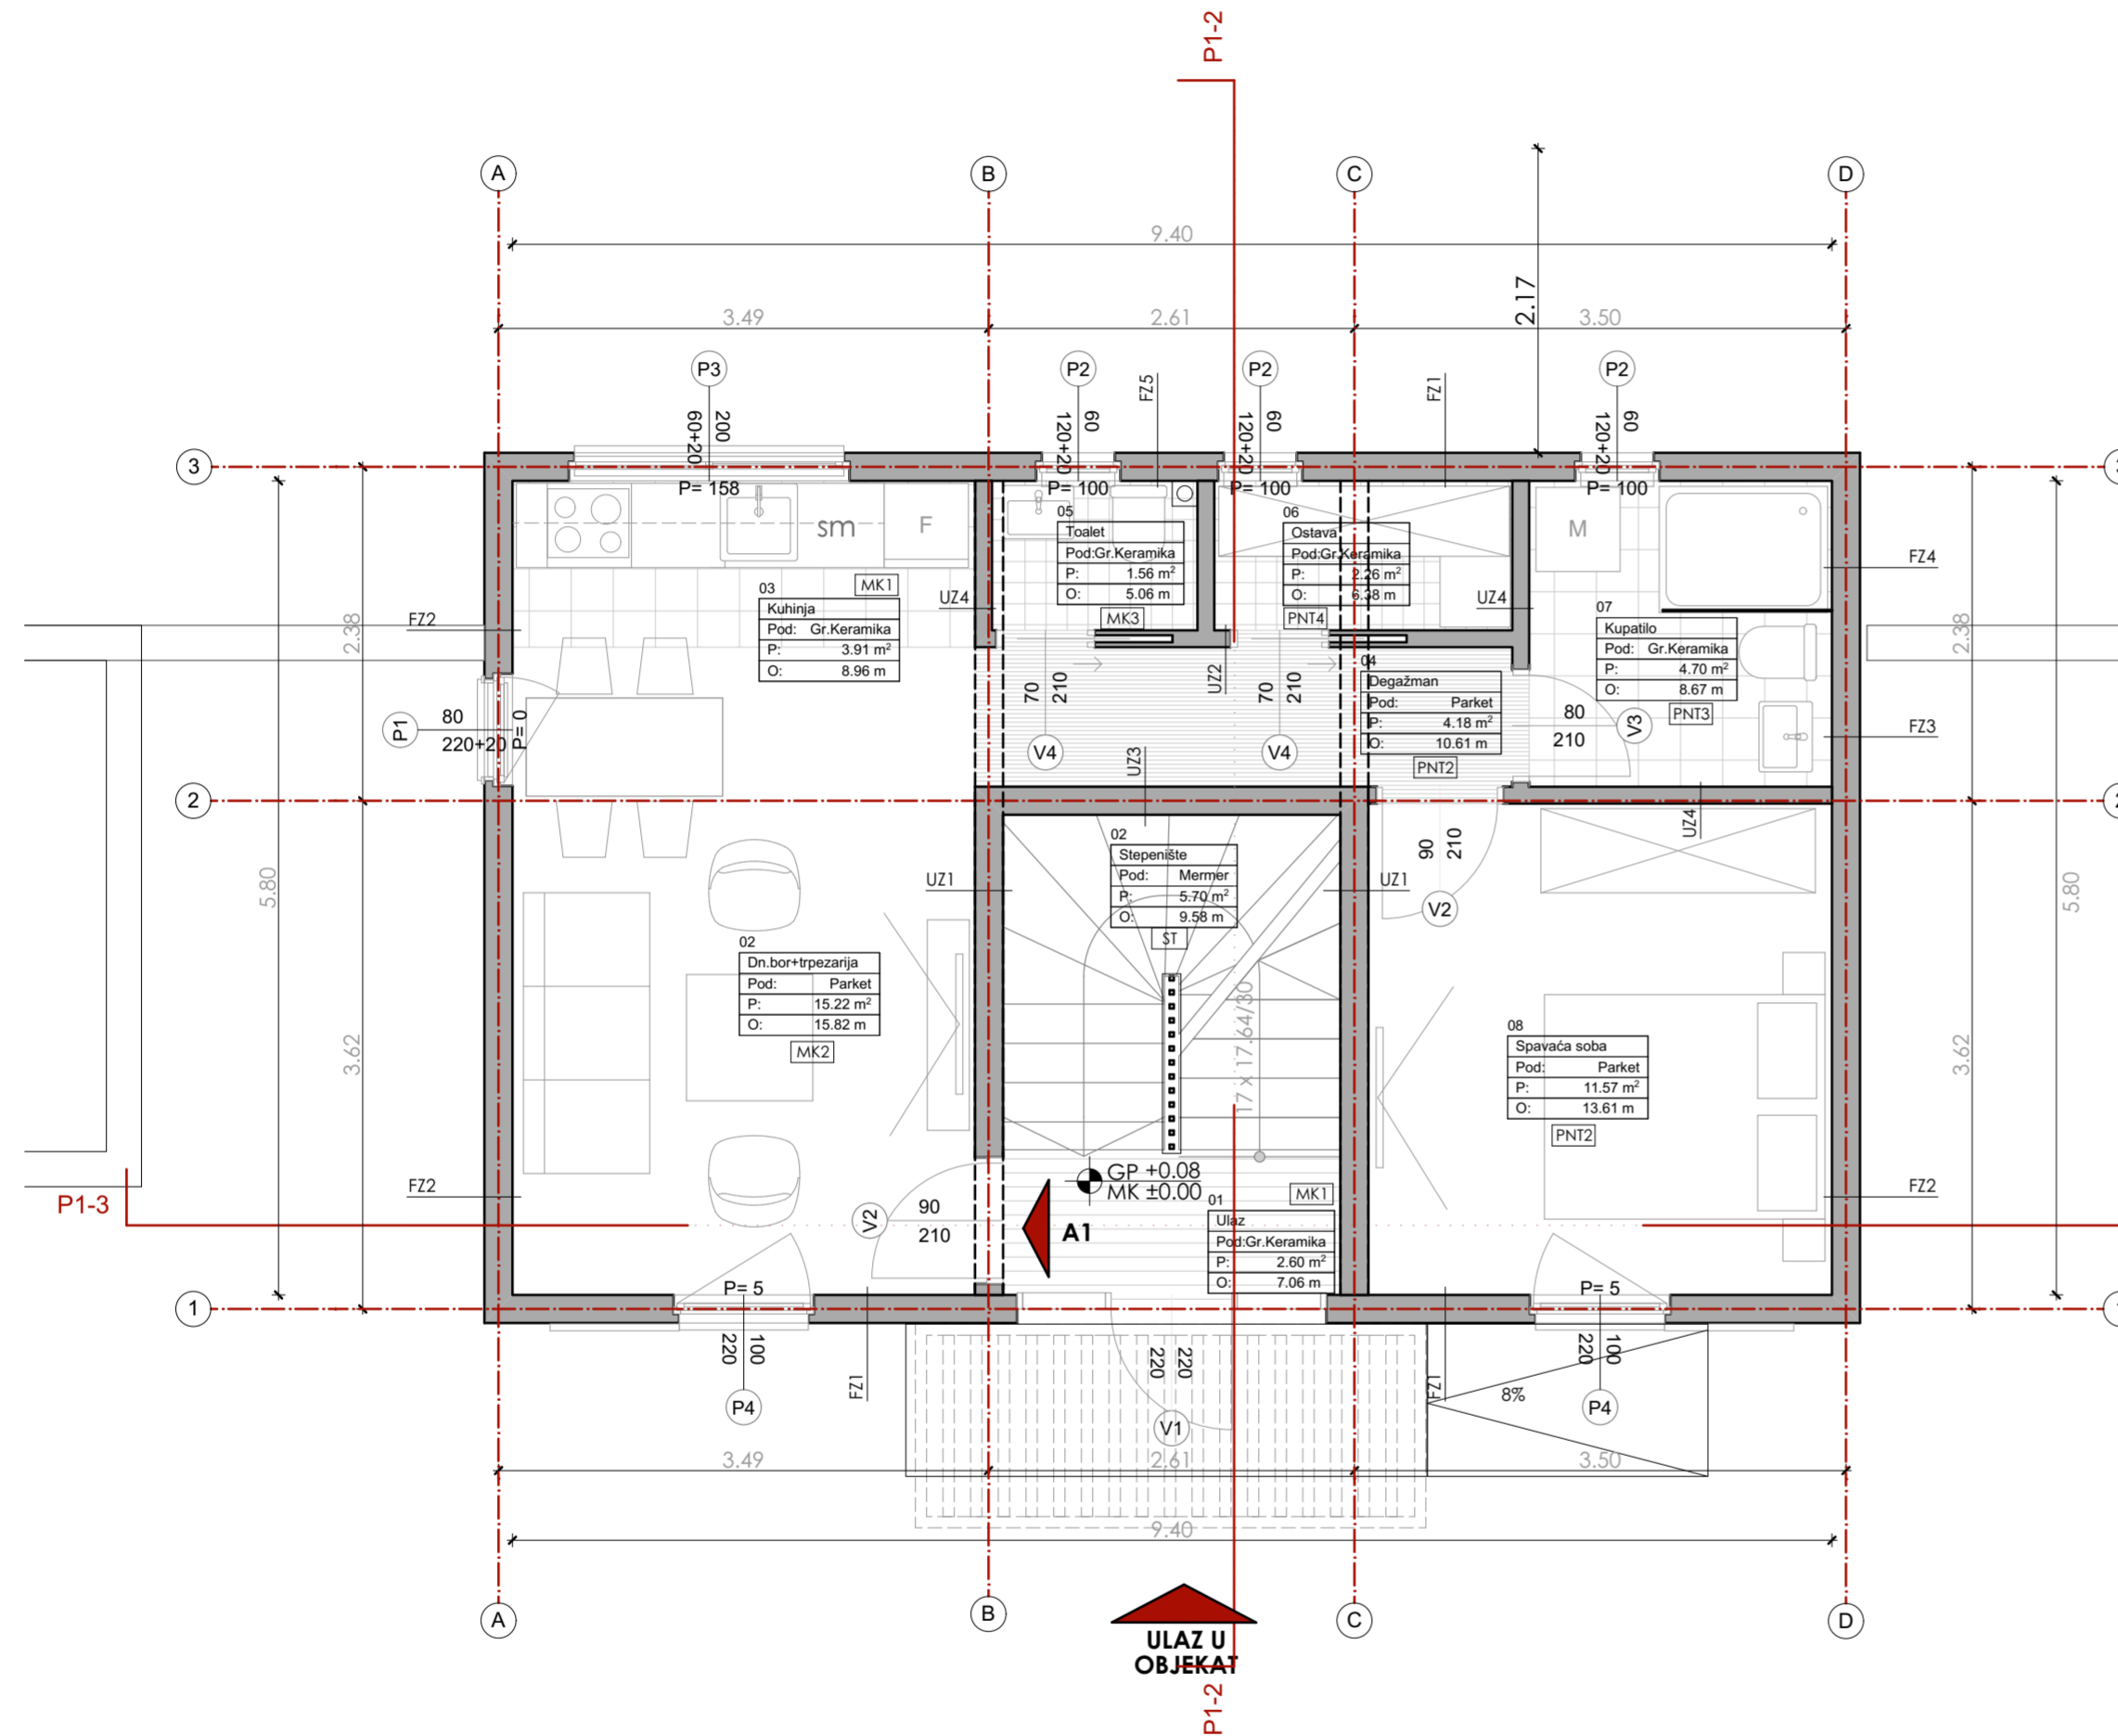 P1-2
A
B
C
D
9.40
2.17
3.49
2.61
3.50
P3
P2
P2
P2
FZ5
FZ1
200
60+20
60
120+20
60
120+20
60
120+20
3
P= 158
P= 100
P= 100
P= 100
sm
F
M
05
Toalet
Pod:Gr.Keramika
P: 1.56 m²
O: 5.06 m
MK3
06
Ostava
Pod:Gr.Keramika
P: 2.26 m²
O: 6.38 m
PNT4
FZ4
MK1
03
Kuhinja
Pod: Gr.Keramika
P: 3.91 m²
O: 8.96 m
UZ4
UZ4
07
Kupatilo
Pod: Gr.Keramika
P: 4.70 m²
O: 8.67 m
PNT3
FZ2
2.38
2.38
UZ2
04
Degažman
Pod: Parket
P: 4.18 m²
O: 10.61 m
PNT2
70
210
70
210
V4
V4
80
210
V3
FZ3
P1
80
220+20
P= 0
UZ3
2
UZ4
90
210
V2
02
Stepenište
Pod: Mermer
P: 5.70 m²
O: 9.58 m
ST
UZ1
UZ1
5.80
5.80
02
Dn.bor+trpezarija
Pod: Parket
P: 15.22 m²
O: 15.82 m
MK2
17 x 17.64/30
3.62
3.62
08
Spavaća soba
Pod: Parket
P: 11.57 m²
O: 13.61 m
PNT2
GP +0.08
MK ±0.00
MK1
FZ2
FZ2
P1-3
V2
90
210
A1
01
Ulaz
Pod:Gr.Keramika
P: 2.60 m²
O: 7.06 m
1
P= 5
P= 5
100
220
220
220
100
220
FZ1
FZ1
8%
P4
V1
P4
3.49
2.61
3.50
9.40
A
B
C
D
ULAZ U
OBJEKAT
P1-2